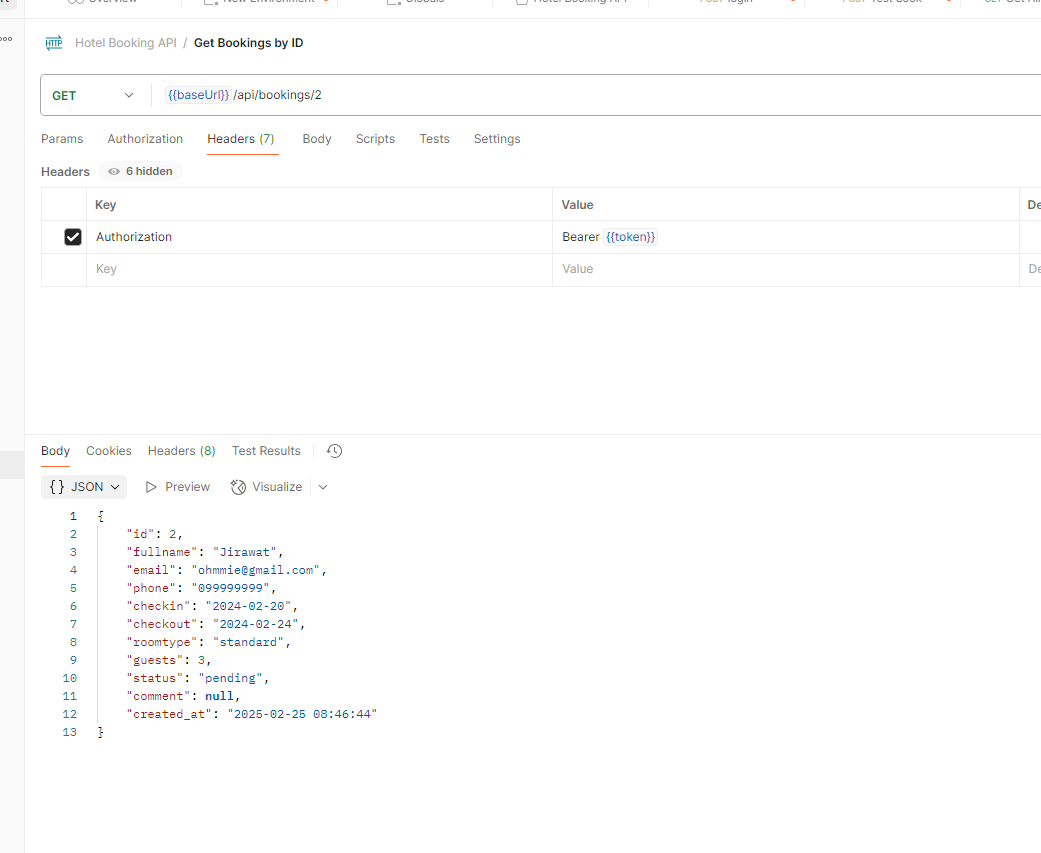 Overview New Environment Globals Hotel Booking API POST login POST Test book
Hotel Booking API / Get Bookings by ID
GET {{baseUrl}}/api/bookings/2
Params Authorization Headers (7) Body Scripts Tests Settings
Headers 6 hidden
Key Value De
Authorization Bearer {{token}}
Key Value De
Body Cookies Headers (8) Test Results
{} JSON Preview Visualize
1 {
2 "id": 2,
3 "fullname": "Jirawat",
4 "email": "ohmmie@gmail.com",
5 "phone": "099999999",
6 "checkin": "2024-02-20",
7 "checkout": "2024-02-24",
8 "roomtype": "standard",
9 "guests": 3,
10 "status": "pending",
11 "comment": null,
12 "created_at": "2025-02-25 08:46:44"
13 }